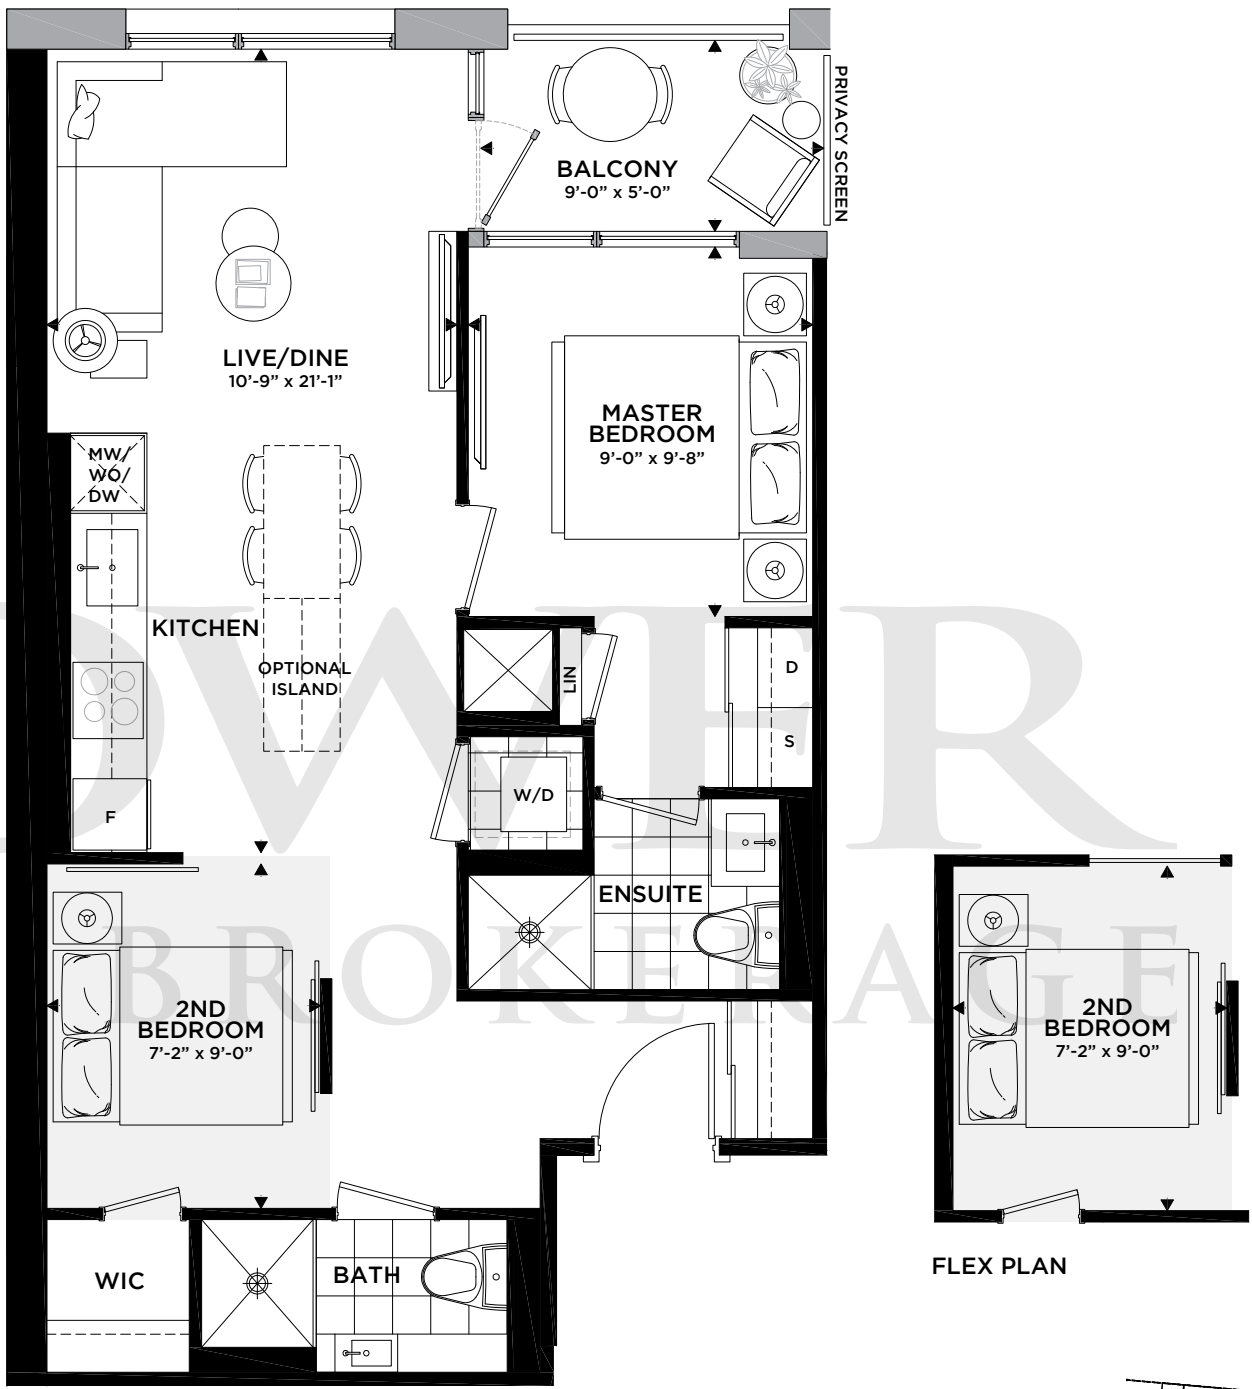 BALCONY
9'-0" x 5'-0"
PRIVACY SCREEN
LIVE/DINE
10'-9" x 21'-1"
MASTER
BEDROOM
9'-0" x 9'-8"
MW/
WO/
DW
KITCHEN
OPTIONAL
ISLAND
LIN
D
S
W/D
F
ENSUITE
2ND
BEDROOM
7'-2" x 9'-0"
WIC
BATH
2ND
BEDROOM
7'-2" x 9'-0"
FLEX PLAN
BROKERAGE